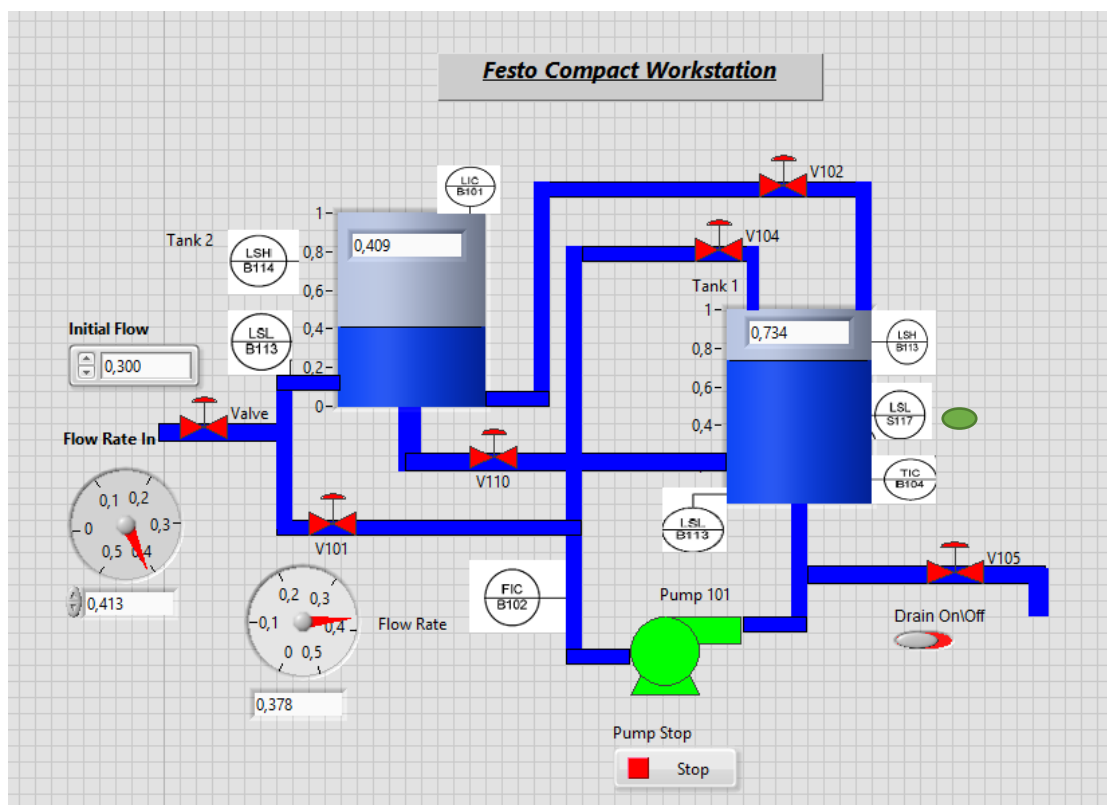 Festo Compact Workstation
V102
LIC
B101
V104
Tank 2
LSH
B114
0,409
1
0,8
0,6
0,4
0,2
0
Tank 1
LSL
B113
Initial Flow
0,300
Valve
Flow Rate In
1
0,8
0,6
0,4
0,734
LSH
B113
LSL
S117
TIC
B104
V110
LSL
B113
V101
0
0,1
0,2
0,3
0,4
0,5
0,413
FIC
B102
Pump 101
V105
Drain On\Off
0
0,1
0,2
0,3
0,4
0,5
Flow Rate
0,378
Pump Stop
Stop